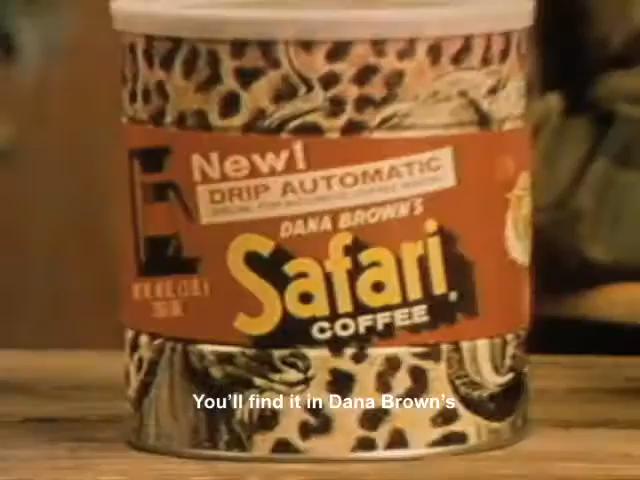 New!
DRIP AUTOMATIC
DANA BROWN'S
Safari
COFFEE
You'll find it in Dana Brown's